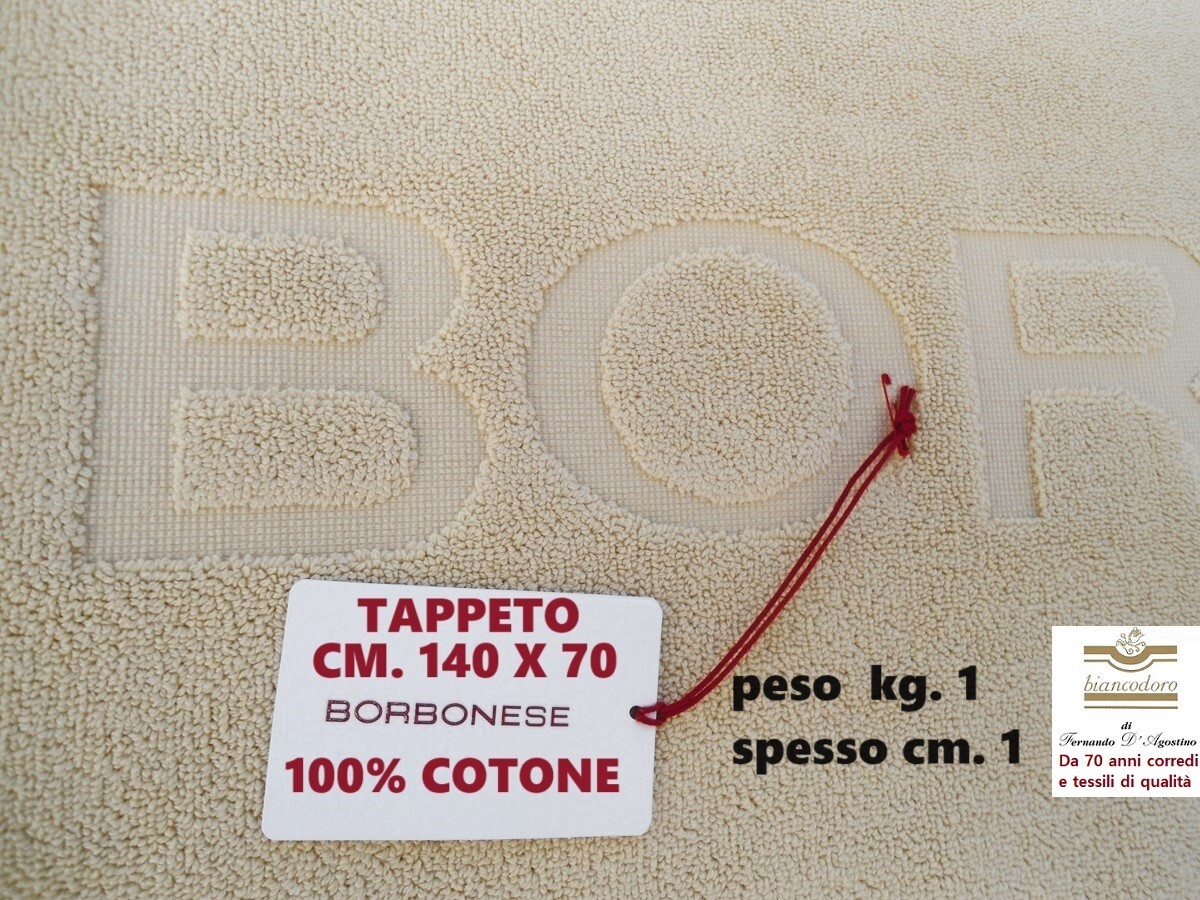 BOR
TAPPETO
CM. 140 X 70
BORBONESE
100% COTONE
peso kg. 1
spesso cm. 1
biancodoro
di
Fernando D'Agostino
Da 70 anni corredi
e tessili di qualità